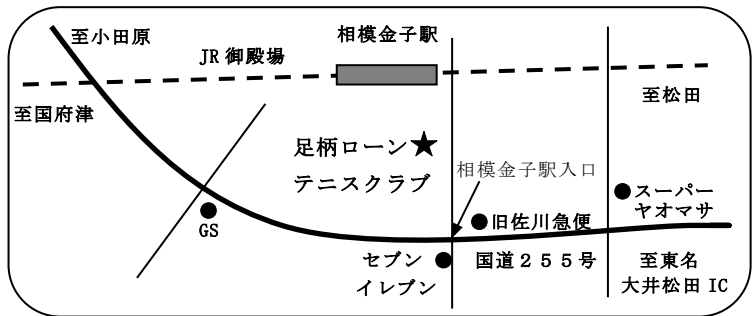 至小田原
相模金子駅
JR 御殿場
至国府津
至松田
足柄ローン★
テニスクラブ
相模金子駅入口
スーパー
ヤオマサ
旧佐川急便
GS
セブン
イレブン
国道２５５号
至東名
大井松田 IC